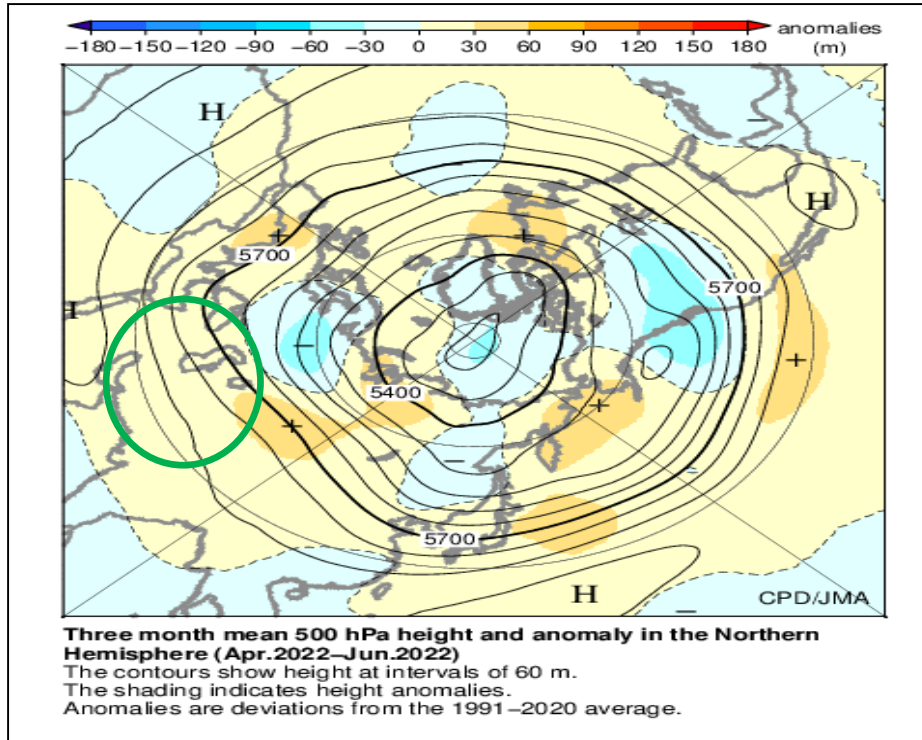 anomalies
−180 −150 −120 −90 −60 −30 0 30 60 90 120 150 180 (m)
H
H
5700
5700
H
5400
5700
H
CPD/JMA
Three month mean 500 hPa height and anomaly in the Northern
Hemisphere (Apr.2022−Jun.2022)
The contours show height at intervals of 60 m.
The shading indicates height anomalies.
Anomalies are deviations from the 1991−2020 average.